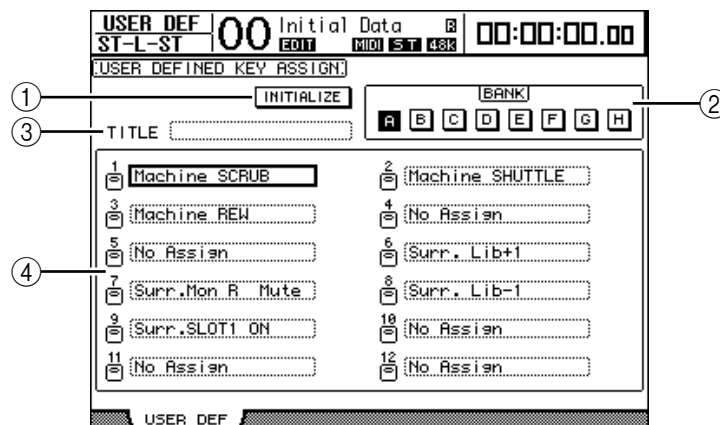 USER DEF 00 Initial Data R 00:00:00.00
ST-L-ST EDIT MIDI ST 48K
USER DEFINED KEY ASSIGN
① INITIALIZE BANK ②
③ TITLE A B C D E F G H
1 Machine SCRUB 2 Machine SHUTTLE
3 Machine REW 4 No Assign
5 No Assign 6 Surr. Lib+1
④
7 Surr.Mon R Mute 8 Surr. Lib-1
9 Surr.SLOT1 ON 10 No Assign
11 No Assign 12 No Assign
USER DEF